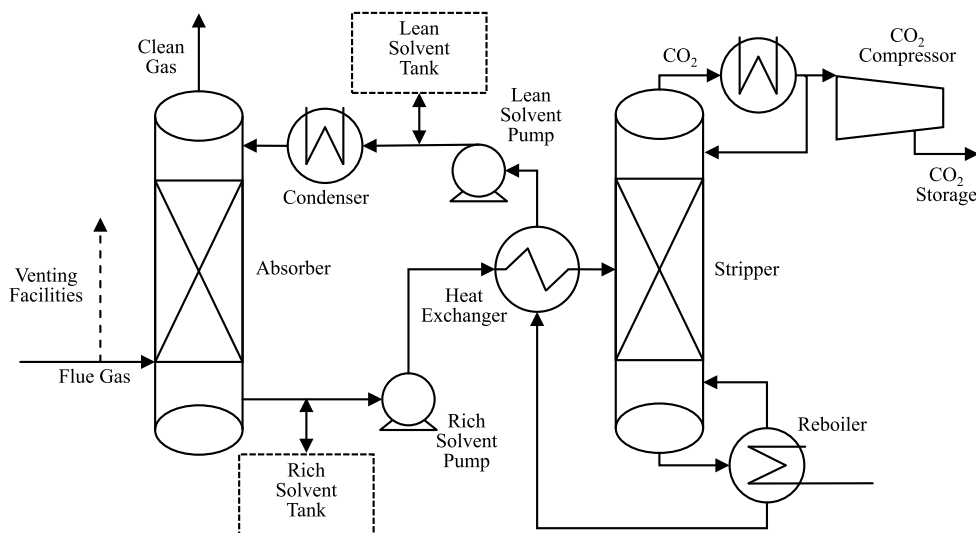 Clean
Gas
Lean
Solvent
Tank
Lean
Solvent
Pump
CO2
CO2
Compressor
CO2
Storage
Condenser
Venting
Facilities
Absorber
Heat
Exchanger
Stripper
Flue Gas
Rich
Solvent
Pump
Reboiler
Rich
Solvent
Tank